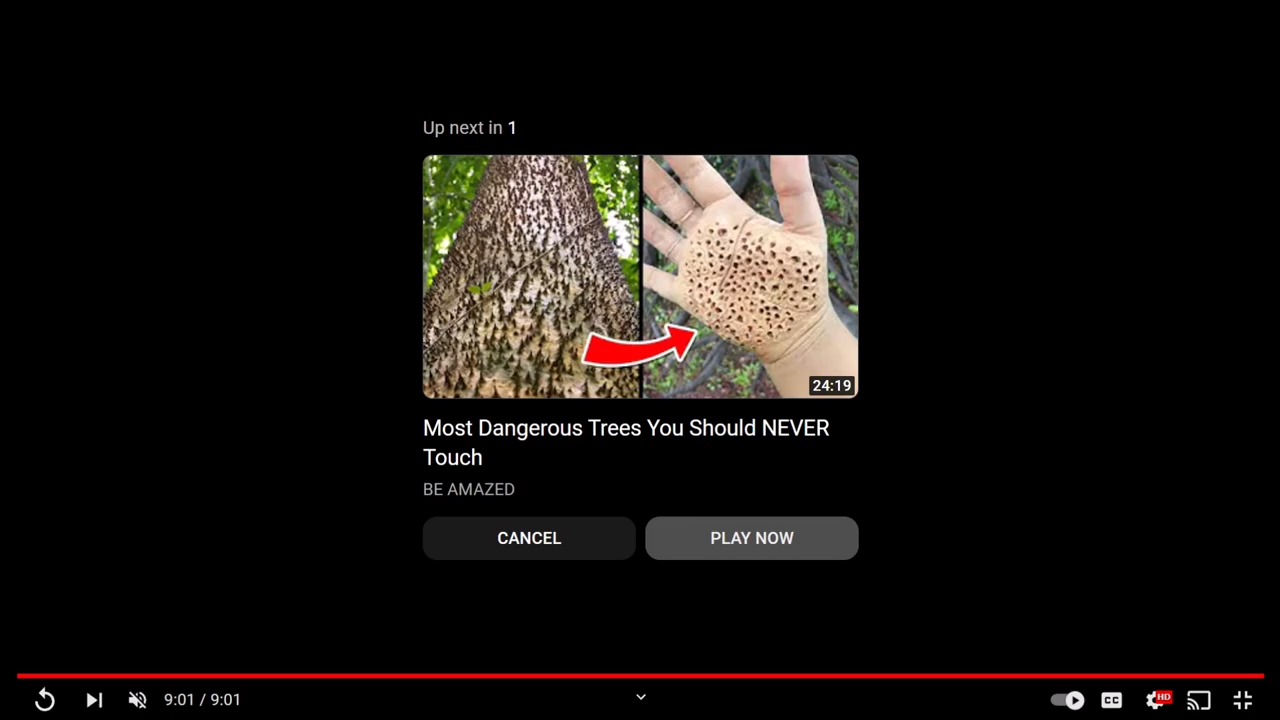 Up next in 1
24:19
Most Dangerous Trees You Should NEVER
Touch
BE AMAZED
CANCEL
PLAY NOW
9:01 / 9:01
CC
HD